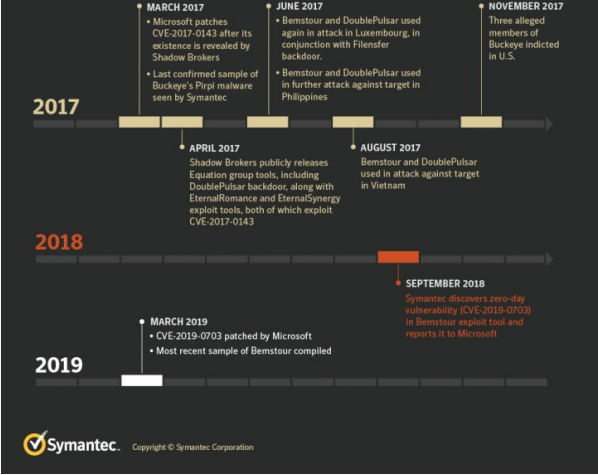 MARCH 2017
• Microsoft patches
CVE-2017-0143 after its
existence is revealed by
Shadow Brokers
• Last confirmed sample of
Buckeye's Pirpi malware
seen by Symantec
JUNE 2017
• Bemstour and DoublePulsar used
again in attack in Luxembourg, in
conjunction with Filensfer
backdoor.
• Bemstour and DoublePulsar used
in further attack against target in
Philippines
NOVEMBER 2017
Three alleged
members of
Buckeye indicted
in U.S.
2017
APRIL 2017
Shadow Brokers publicly releases
Equation group tools, including
DoublePulsar backdoor, along with
EternalRomance and EternalSynergy
exploit tools, both of which exploit
CVE-2017-0143
AUGUST 2017
Bemstour and DoublePulsar
used in attack against target
in Vietnam
2018
SEPTEMBER 2018
Symantec discovers zero-day
vulnerability (CVE-2019-0703)
in Bemstour exploit tool and
reports it to Microsoft
MARCH 2019
• CVE-2019-0703 patched by Microsoft
• Most recent sample of Bemstour compiled
2019
Symantec.
Copyright © Symantec Corporation